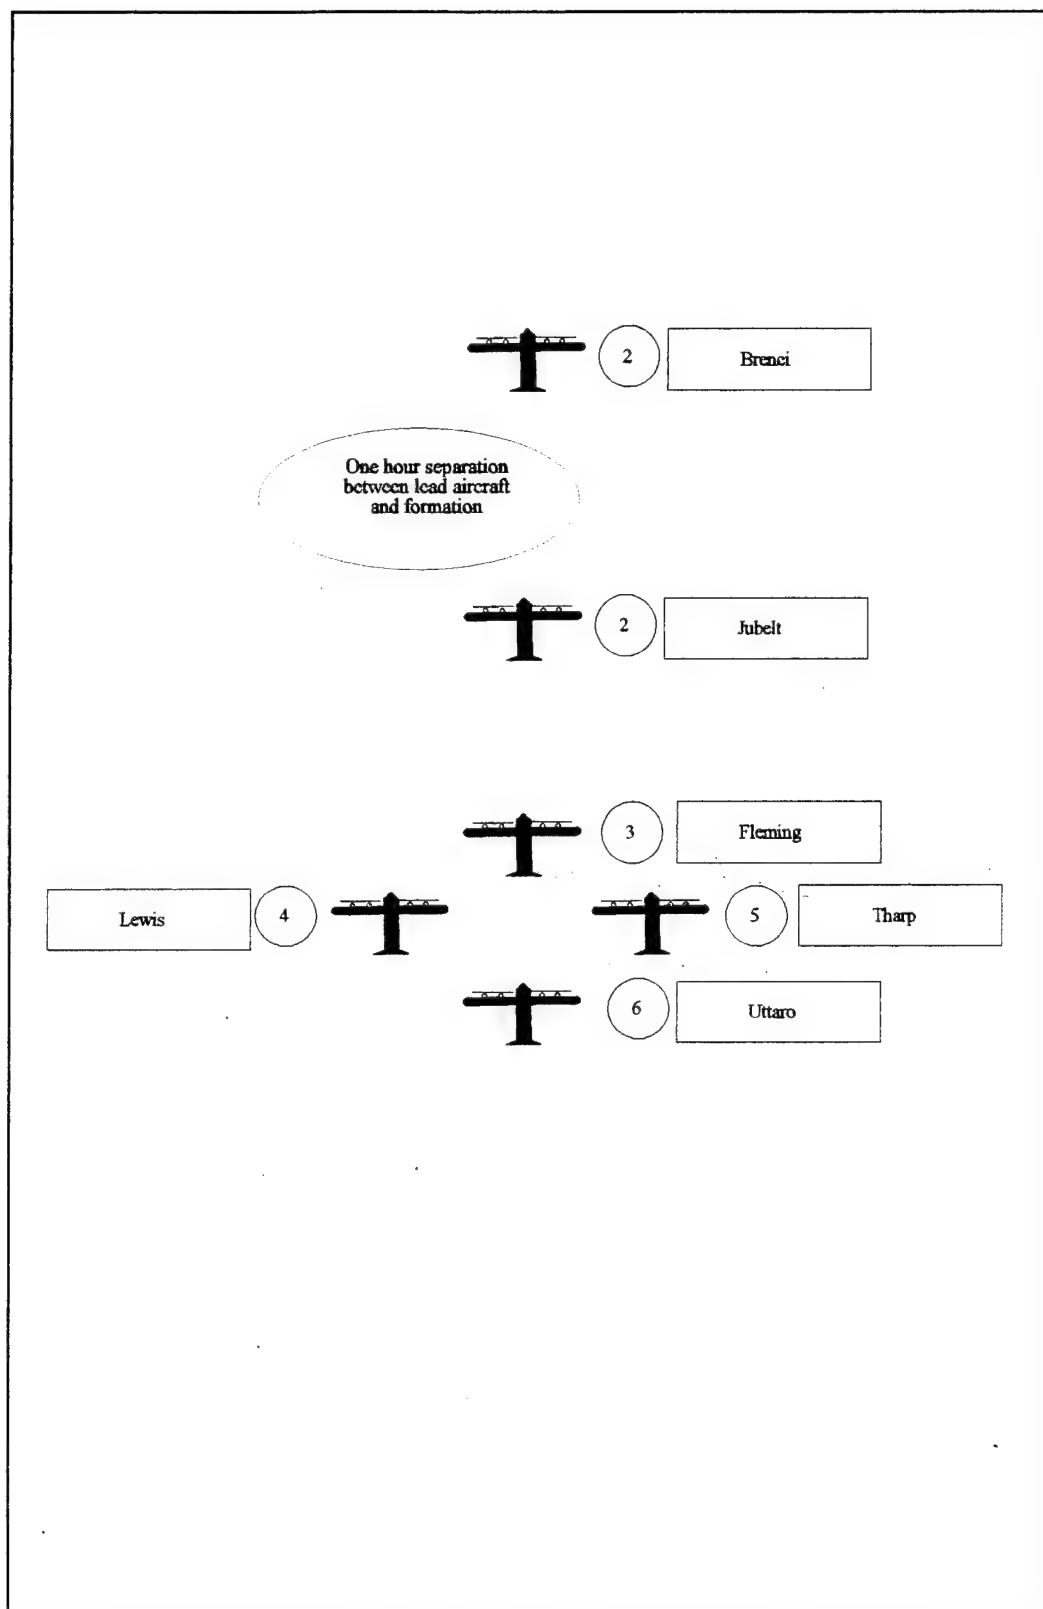 2
Brenci
One hour separation
between lead aircraft
and formation
2
Jubelt
3
Fleming
Lewis
4
5
Tharp
6
Uttaro